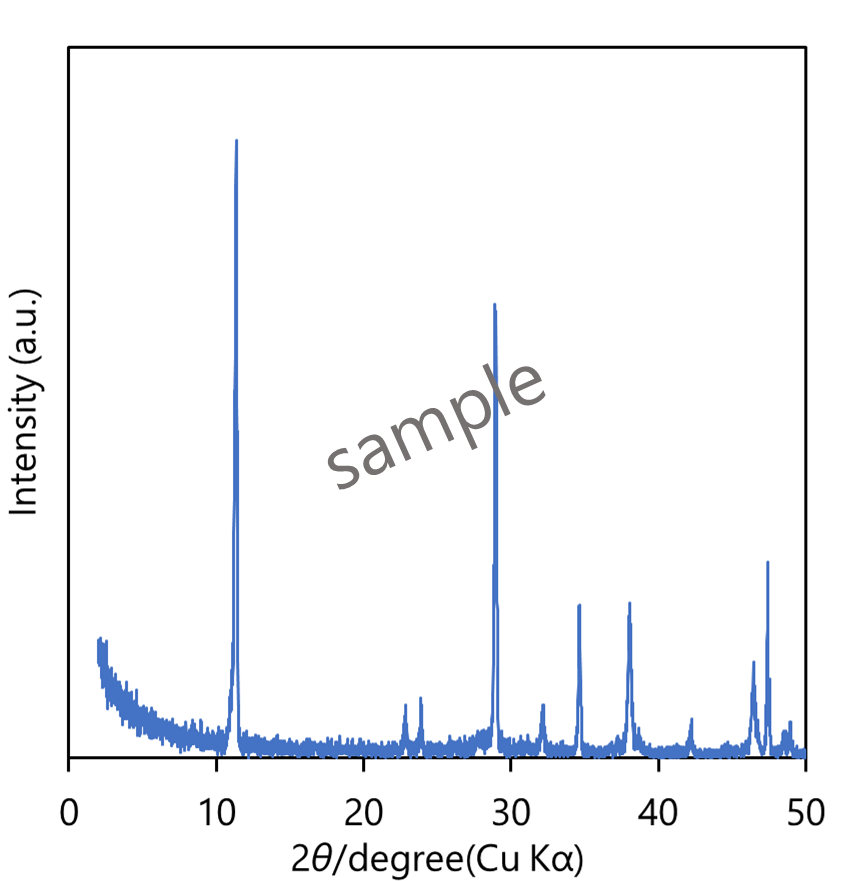 Intensity (a.u.)
sample
0 10 20 30 40 50
2θ/degree(Cu Kα)